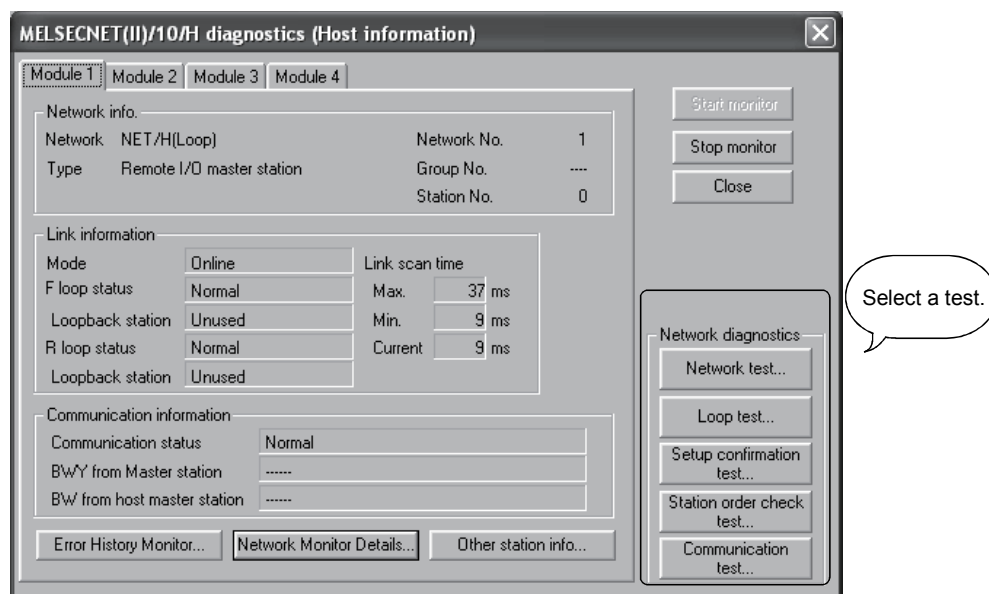 MELSECNET(II)/10/H diagnostics (Host information)
Module 1 Module 2 Module 3 Module 4
Network info.
Network NET/H(Loop) Network No. 1
Type Remote I/O master station Group No. ----
Station No. 0
Link information
Mode Online Link scan time
F loop status Normal Max. 37 ms
Loopback station Unused Min. 9 ms
R loop status Normal Current 9 ms
Loopback station Unused
Communication information
Communication status Normal
BWY from Master station ------
BW from host master station ------
Error History Monitor... Network Monitor Details... Other station info...
Start monitor
Stop monitor
Close
Network diagnostics
Network test...
Loop test...
Setup confirmation
test...
Station order check
test...
Communication
test...
Select a test.